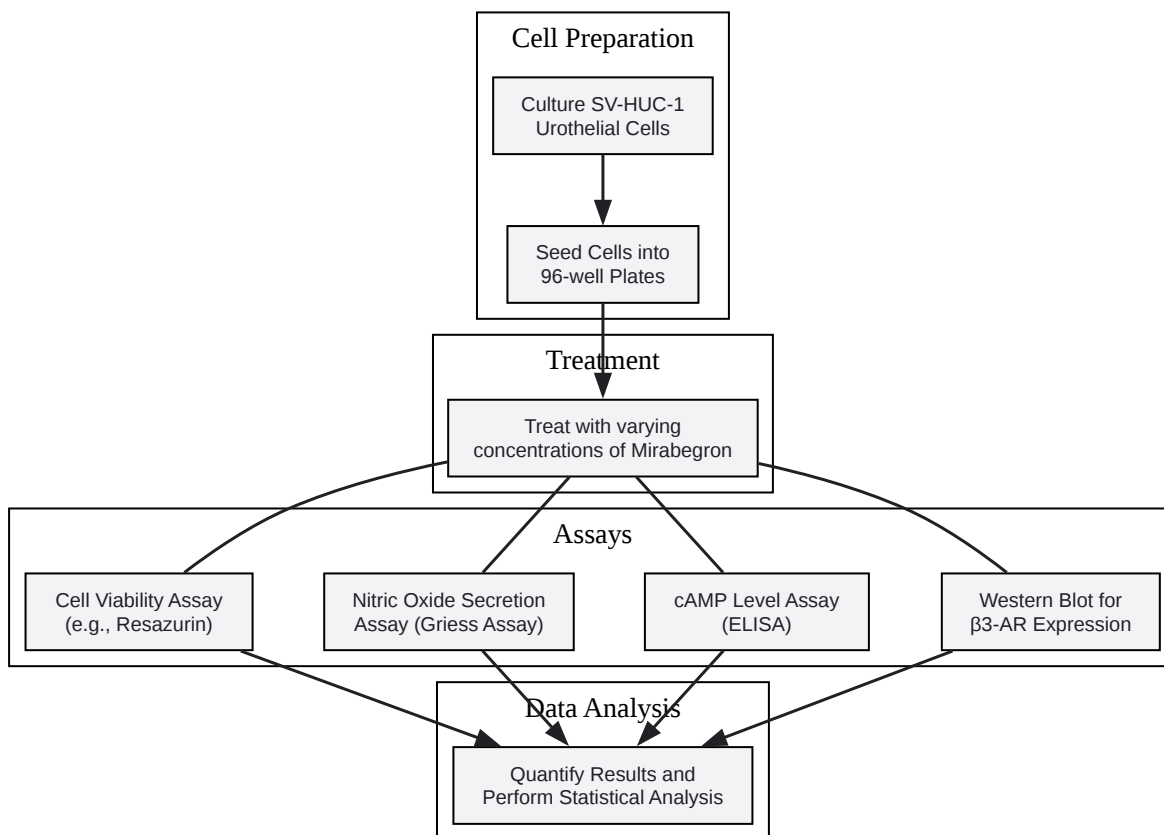 Cell Preparation
Culture SV-HUC-1
Urothelial Cells
Seed Cells into
96-well Plates
Treatment
Treat with varying
concentrations of Mirabegron
Assays
Cell Viability Assay
(e.g., Resazurin)
Nitric Oxide Secretion
Assay (Griess Assay)
cAMP Level Assay
(ELISA)
Western Blot for
β3-AR Expression
Data Analysis
Quantify Results and
Perform Statistical Analysis